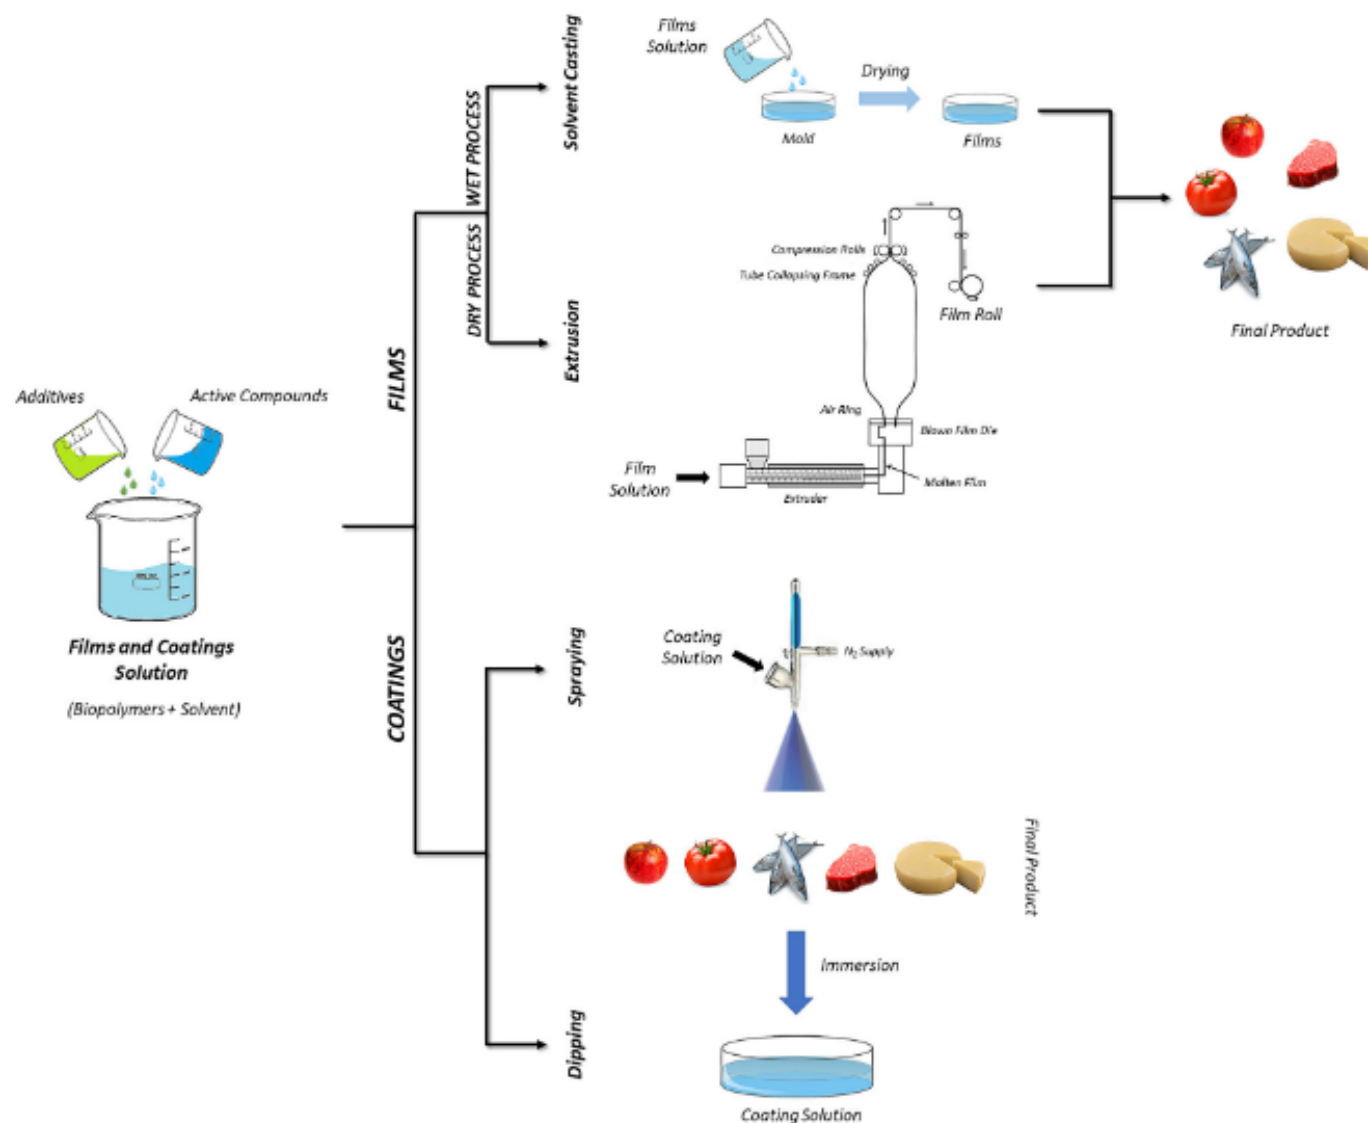 Films
Solution
Drying
Mold
Films
Solvent Casting
WET PROCESS
DRY PROCESS
Extrusion
Compression Rolls
Tube Collapsing Frame
Film Roll
Final Product
Air Ring
Blown Film Die
Film
Solution
Extruder
Molten Film
FILMS
Additives
Active Compounds
Films and Coatings
Solution
(Biopolymers + Solvent)
COATINGS
Spraying
Coating
Solution
N₂ Supply
Final Product
Immersion
Dipping
Coating Solution